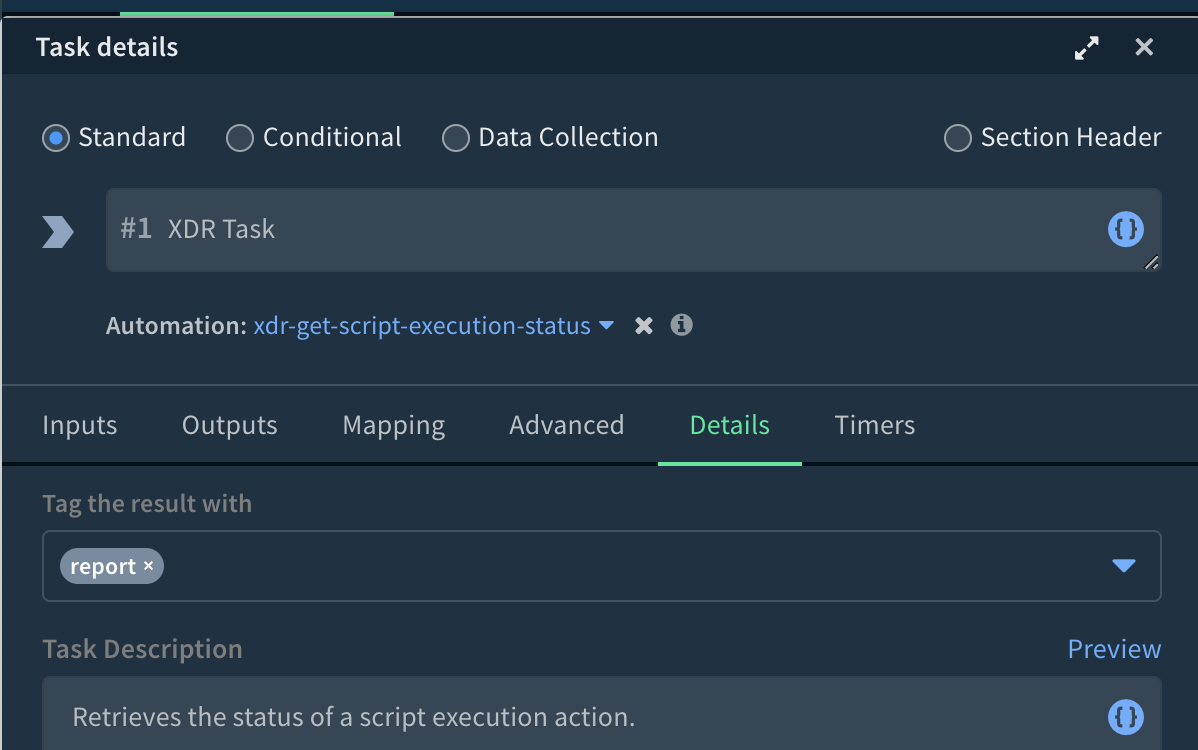 Task details
Standard Conditional Data Collection Section Header
#1 XDR Task {}
Automation: xdr-get-script-execution-status
Inputs Outputs Mapping Advanced Details Timers
Tag the result with
report ×
Task Description Preview
Retrieves the status of a script execution action. {}